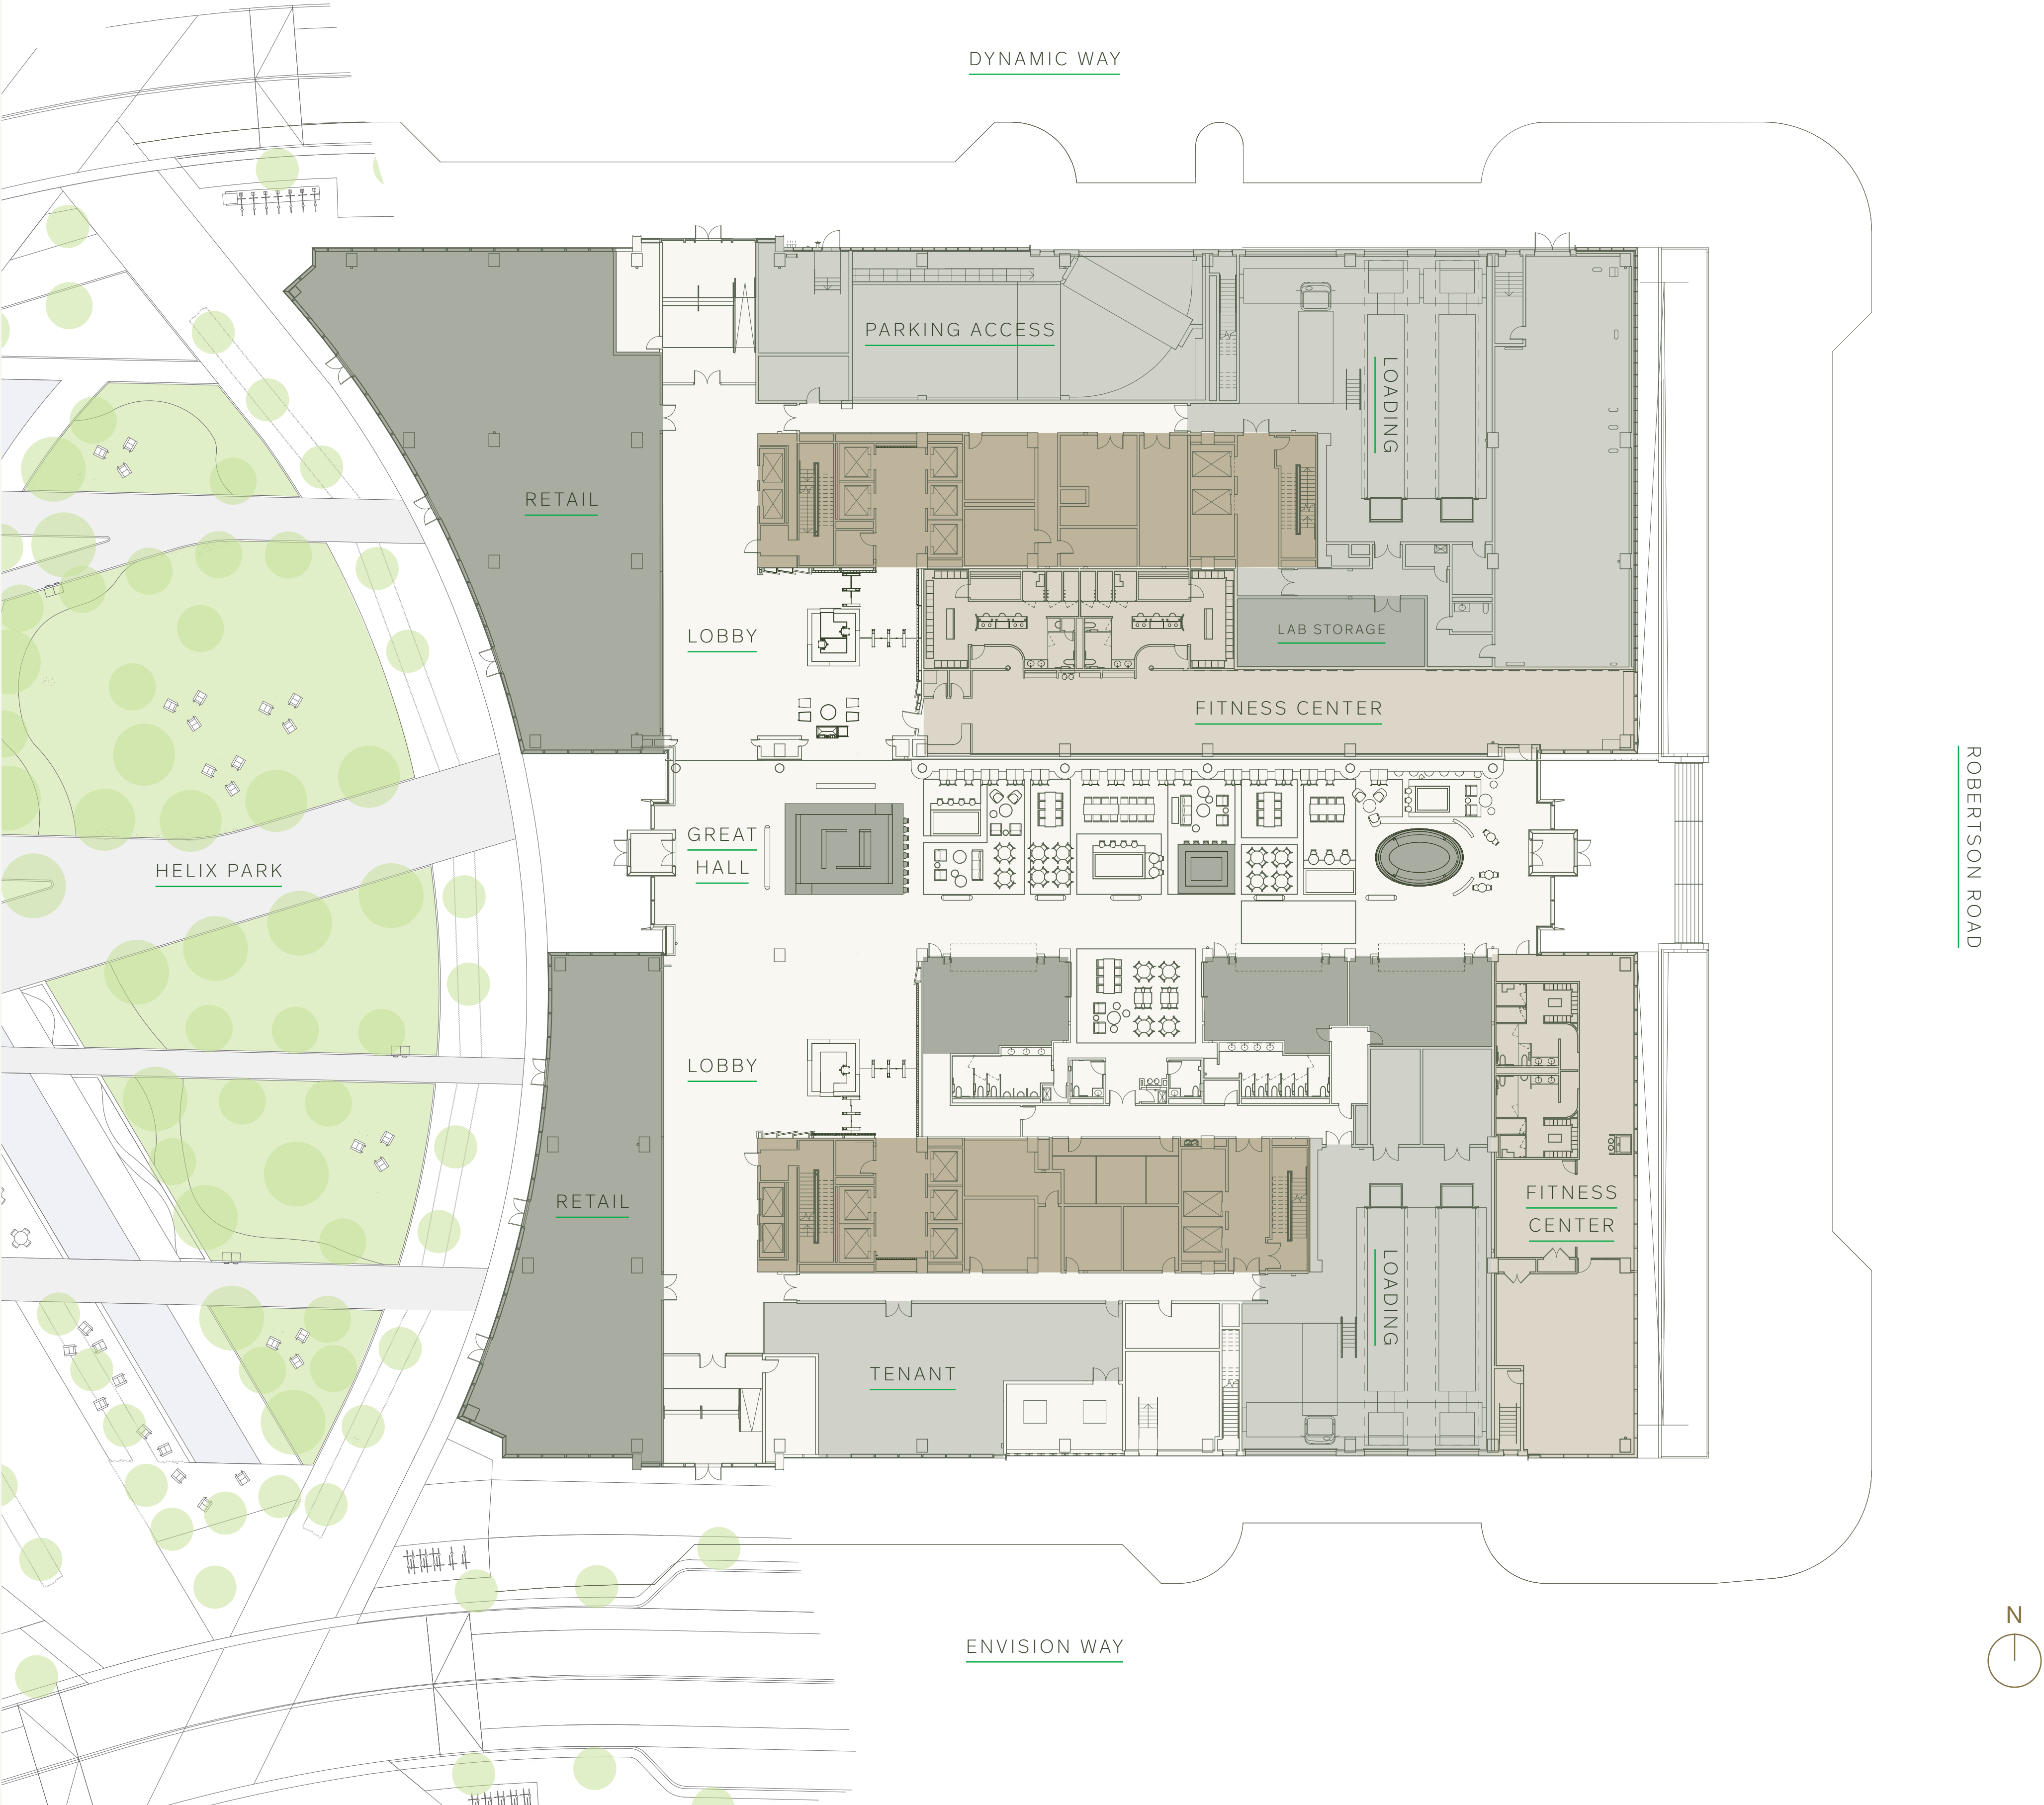 DYNAMIC WAY
PARKING ACCESS
LOADING
RETAIL
LOBBY
LAB STORAGE
FITNESS CENTER
GREAT
HALL
HELIX PARK
ROBERTSON ROAD
LOBBY
RETAIL
FITNESS
CENTER
LOADING
TENANT
N
ENVISION WAY